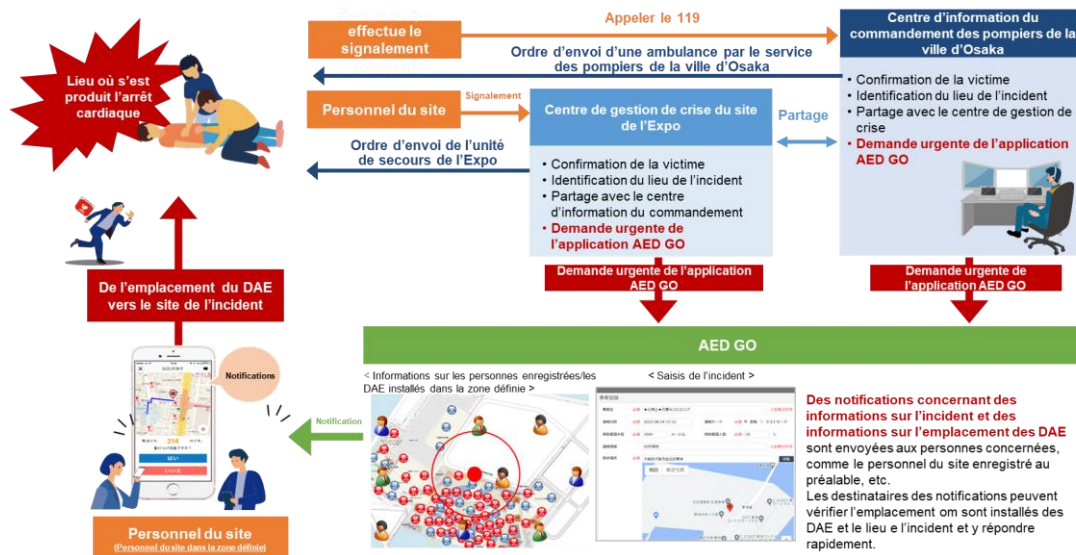 effectue le
signalement
Appeler le 119
Ordre d'envoi d'une ambulance par le service
des pompiers de la ville d'Osaka
Centre d'information du
commandement des pompiers de la
ville d'Osaka
• Confirmation de la victime
• Identification du lieu de l'incident
• Partage avec le centre de gestion de
crise
• Demande urgente de l'application
AED GO
Lieu où s'est
produit l'arrêt
cardiaque
Personnel du site
Signalement
Centre de gestion de crise du site
de l'Expo
Partage
Ordre d'envoi de l'unité
de secours de l'Expo
• Confirmation de la victime
• Identification du lieu de l'incident
• Partage avec le centre
d'information du commandement
• Demande urgente de
l'application AED GO
Demande urgente de l'application
AED GO
Demande urgente de
l'application AED GO
De l'emplacement du DAE
vers le site de l'incident
AED GO
Notifications
Notification
< Informations sur les personnes enregistrées/les
DAE installés dans la zone définie >
< Saisis de l'incident >
214
はい
いいえ
Des notifications concernant des
informations sur l'incident et des
informations sur l'emplacement des DAE
sont envoyées aux personnes concernées,
comme le personnel du site enregistré au
préalable, etc.
Les destinataires des notifications peuvent
vérifier l'emplacement om sont installés des
DAE et le lieu e l'incident et y répondre
rapidement.
Personnel du site
(Personnel du site dans la zone définie)